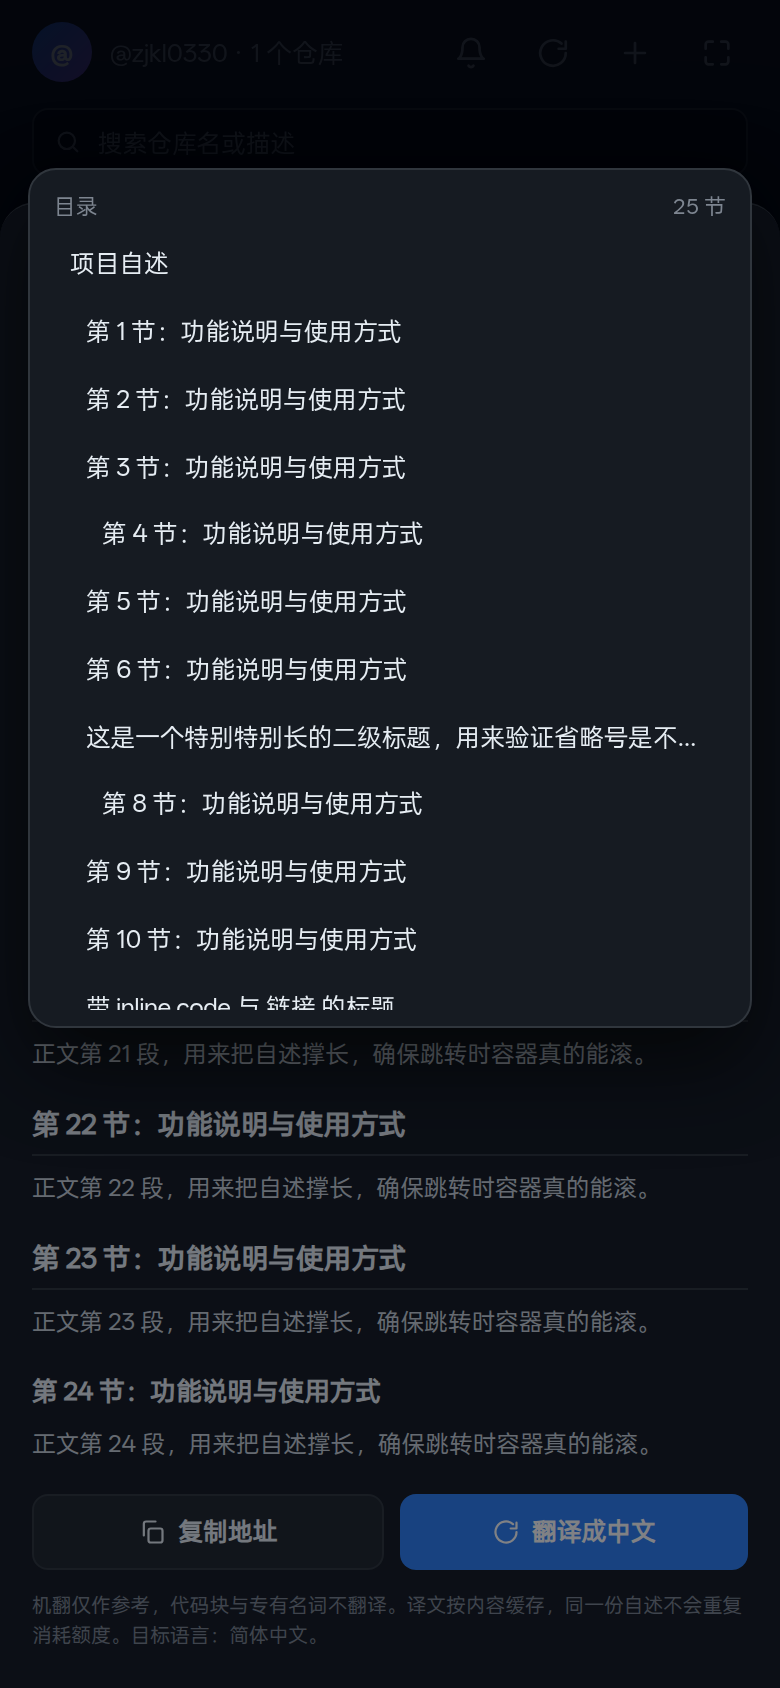 @ @zjkl0330 · 1 个仓库
搜索仓库名或描述
目录 25 节
项目自述
第 1 节：功能说明与使用方式
第 2 节：功能说明与使用方式
第 3 节：功能说明与使用方式
第 4 节：功能说明与使用方式
第 5 节：功能说明与使用方式
第 6 节：功能说明与使用方式
这是一个特别特别长的二级标题，用来验证省略号是不...
第 8 节：功能说明与使用方式
第 9 节：功能说明与使用方式
第 10 节：功能说明与使用方式
带 inline code 与 链接 的标题
正文第 21 段，用来把自述撑长，确保跳转时容器真的能滚。
第 22 节：功能说明与使用方式
正文第 22 段，用来把自述撑长，确保跳转时容器真的能滚。
第 23 节：功能说明与使用方式
正文第 23 段，用来把自述撑长，确保跳转时容器真的能滚。
第 24 节：功能说明与使用方式
正文第 24 段，用来把自述撑长，确保跳转时容器真的能滚。
复制地址 翻译成中文
机翻仅作参考，代码块与专有名词不翻译。译文按内容缓存，同一份自述不会重复
消耗额度。目标语言：简体中文。